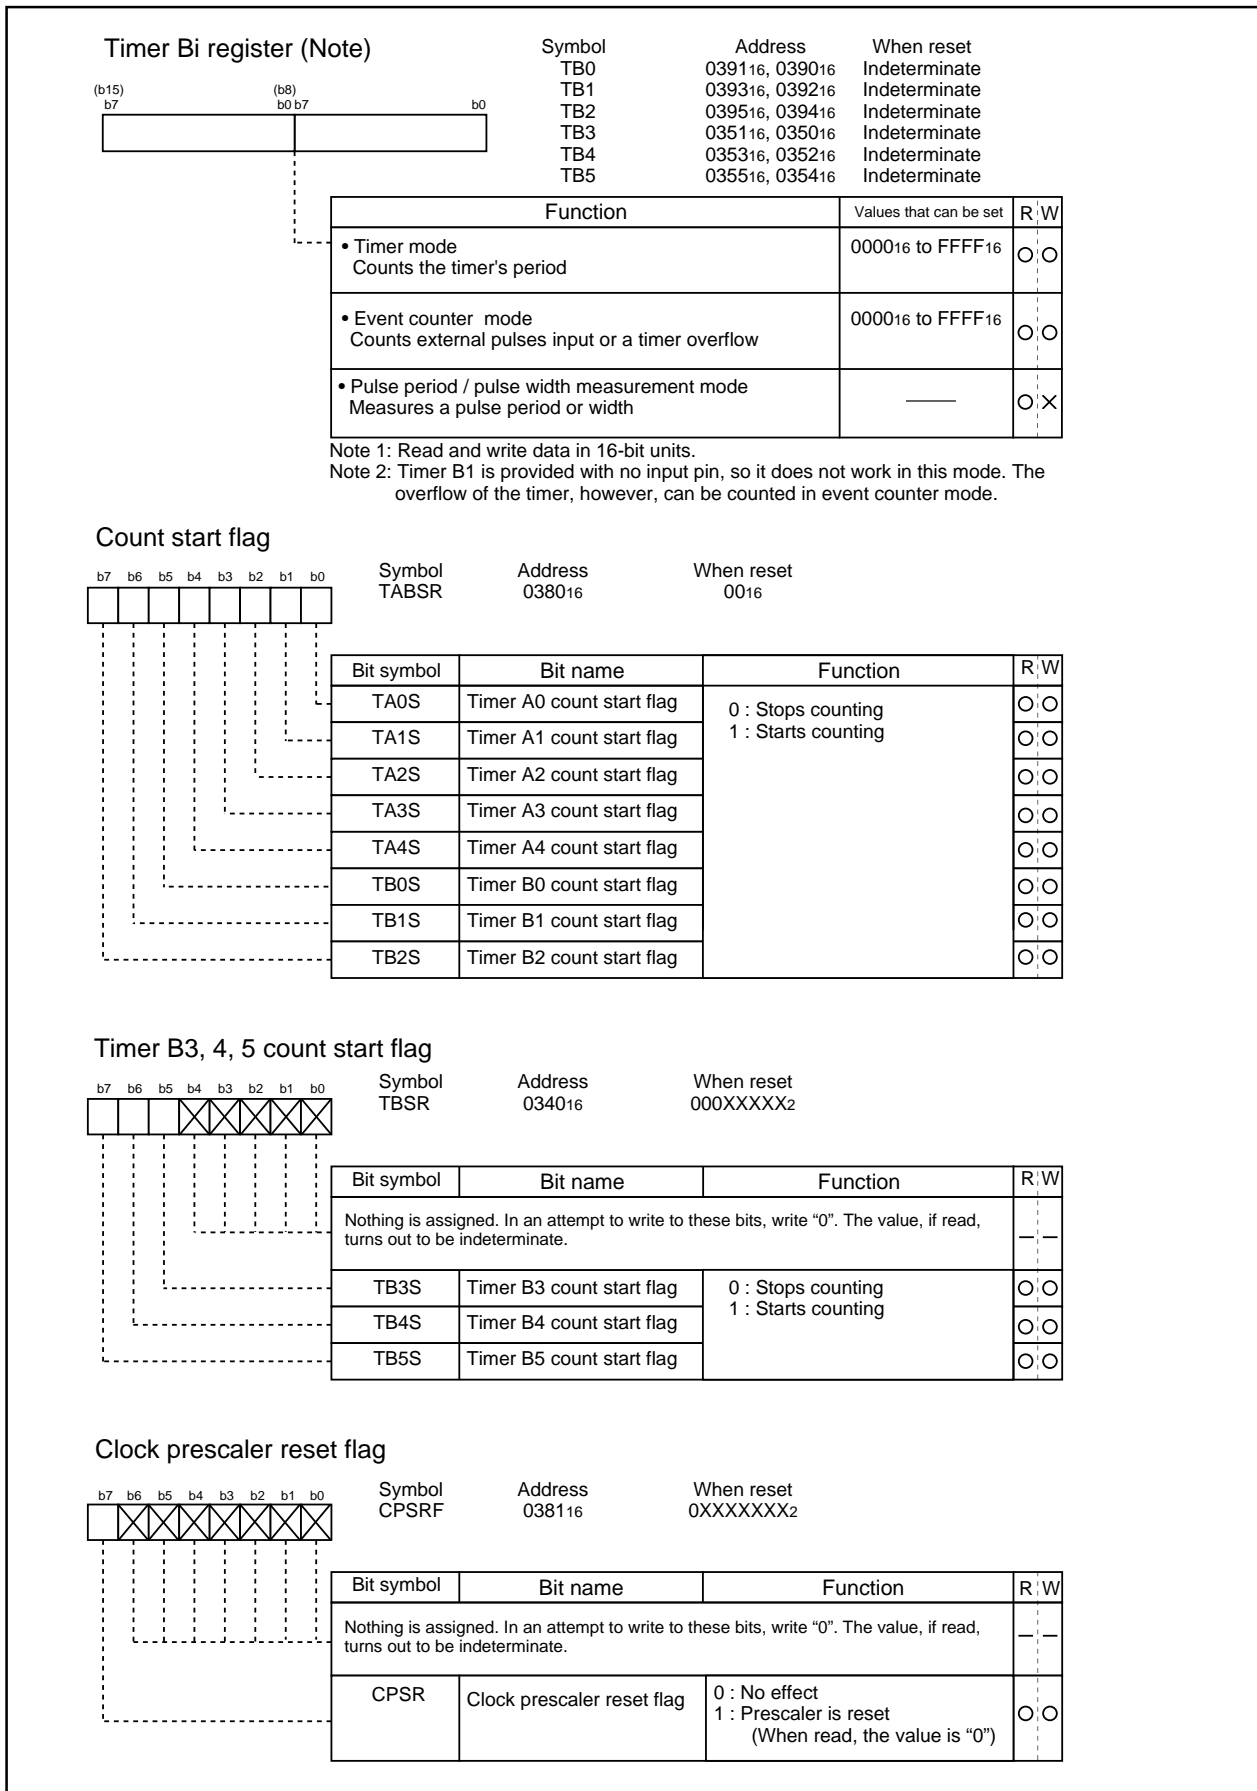 Timer Bi register (Note)
Symbol Address When reset
TB0 039116, 039016 Indeterminate
TB1 039316, 039216 Indeterminate
TB2 039516, 039416 Indeterminate
TB3 035116, 035016 Indeterminate
TB4 035316, 035216 Indeterminate
TB5 035516, 035416 Indeterminate
(b15) (b8)
b7 b0 b7 b0
Function Values that can be set R W
• Timer mode 000016 to FFFF16
Counts the timer's period
• Event counter mode 000016 to FFFF16
Counts external pulses input or a timer overflow
• Pulse period / pulse width measurement mode
Measures a pulse period or width
Note 1: Read and write data in 16-bit units.
Note 2: Timer B1 is provided with no input pin, so it does not work in this mode. The
overflow of the timer, however, can be counted in event counter mode.
Count start flag
b7 b6 b5 b4 b3 b2 b1 b0
Symbol Address When reset
TABSR 038016 0016
Bit symbol Bit name Function R W
TA0S Timer A0 count start flag 0 : Stops counting
1 : Starts counting
TA1S Timer A1 count start flag
TA2S Timer A2 count start flag
TA3S Timer A3 count start flag
TA4S Timer A4 count start flag
TB0S Timer B0 count start flag
TB1S Timer B1 count start flag
TB2S Timer B2 count start flag
Timer B3, 4, 5 count start flag
b7 b6 b5 b4 b3 b2 b1 b0
Symbol Address When reset
TBSR 034016 000XXXXX2
Bit symbol Bit name Function R W
Nothing is assigned. In an attempt to write to these bits, write “0”. The value, if read,
turns out to be indeterminate.
TB3S Timer B3 count start flag 0 : Stops counting
1 : Starts counting
TB4S Timer B4 count start flag
TB5S Timer B5 count start flag
Clock prescaler reset flag
b7 b6 b5 b4 b3 b2 b1 b0
Symbol Address When reset
CPSRF 038116 0XXXXXXX2
Bit symbol Bit name Function R W
Nothing is assigned. In an attempt to write to these bits, write “0”. The value, if read,
turns out to be indeterminate.
CPSR Clock prescaler reset flag 0 : No effect
1 : Prescaler is reset
(When read, the value is “0”)